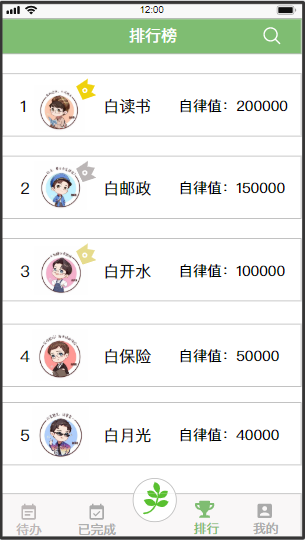 12:00
排行榜
1 白读书 自律值：200000
2 白邮政 自律值：150000
3 白开水 自律值：100000
4 白保险 自律值：50000
5 白月光 自律值：40000
待办 已完成 排行 我的